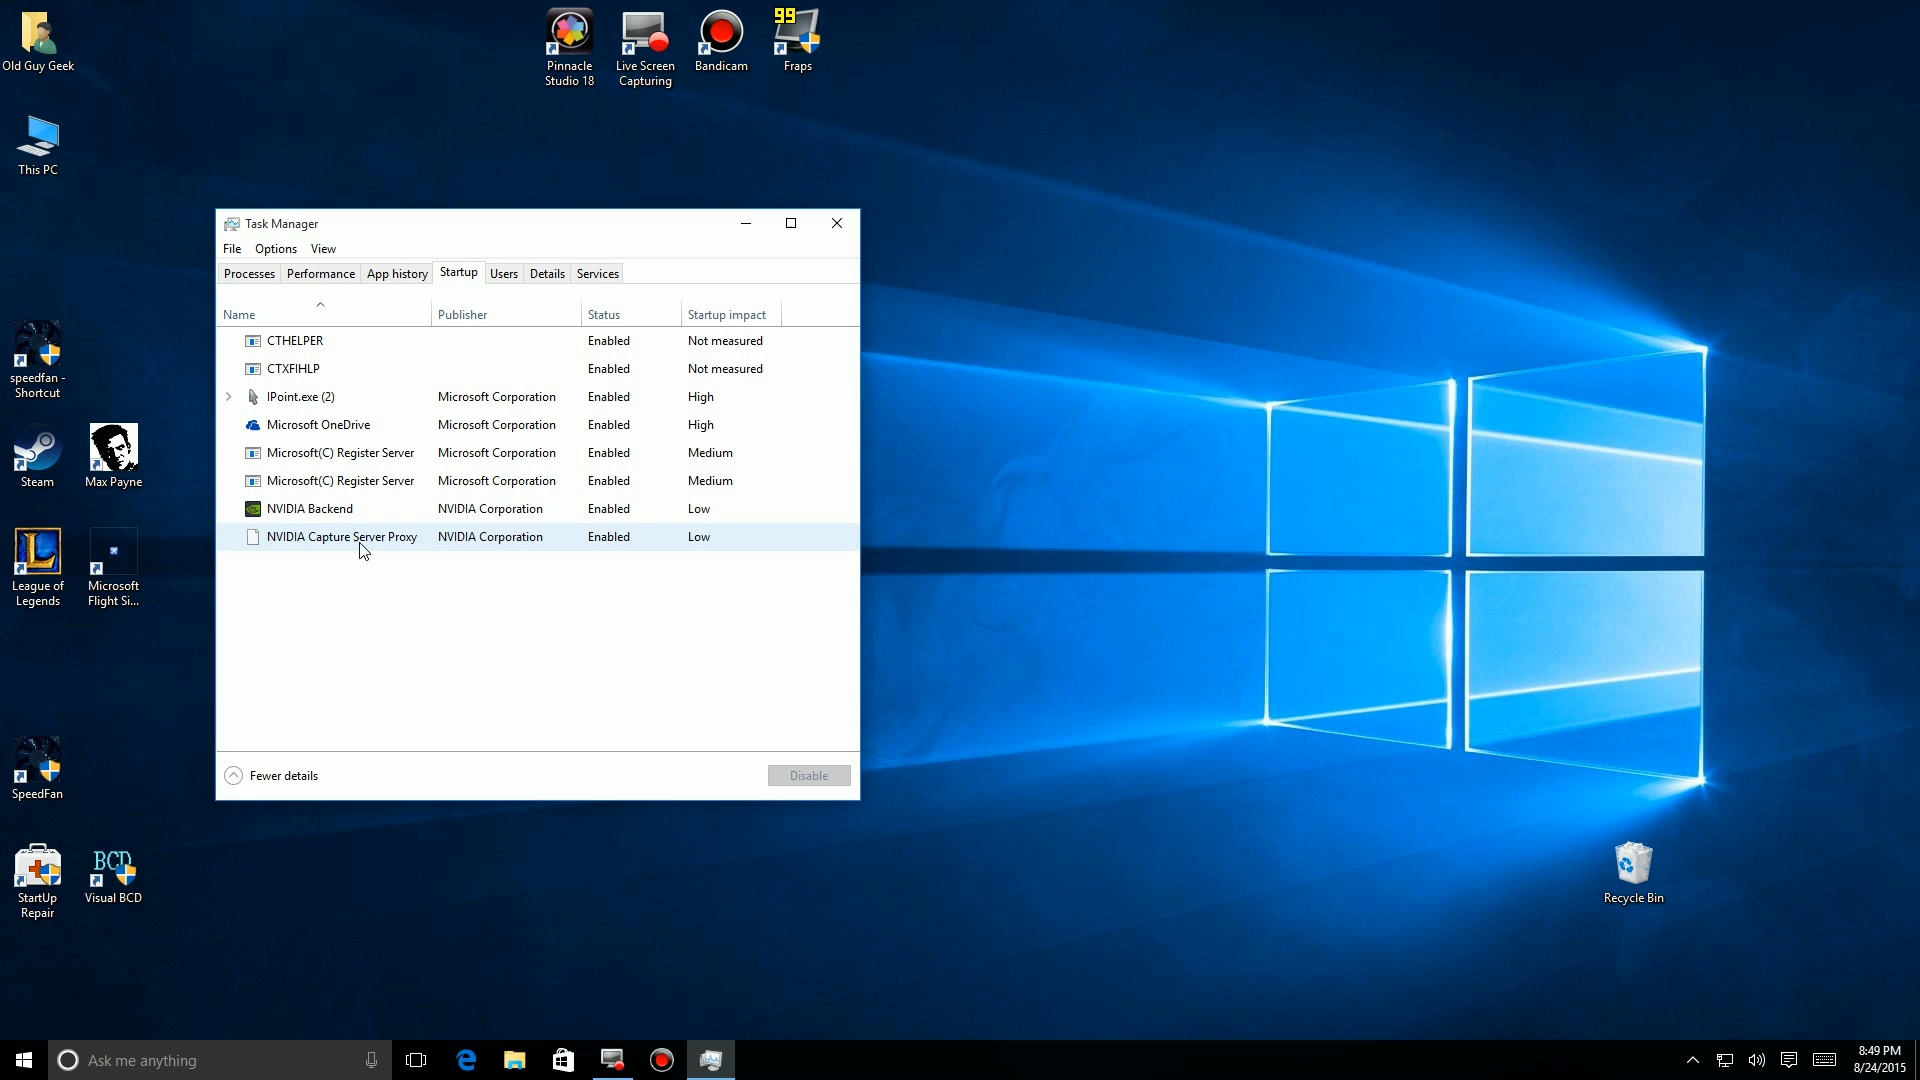 Old Guy Geek
This PC
speedfan -
Shortcut
Steam
Max Payne
League of
Legends
Microsoft
Flight Si...
SpeedFan
StartUp
Repair
BCD
Visual BCD
Pinnacle
Studio 18
Live Screen
Capturing
Bandicam
99
Fraps
Task Manager
File Options View
Processes Performance App history Startup Users Details Services
Name Publisher Status Startup impact
CTHELPER Enabled Not measured
CTXFIHLP Enabled Not measured
IPoint.exe (2) Microsoft Corporation Enabled High
Microsoft OneDrive Microsoft Corporation Enabled High
Microsoft(C) Register Server Microsoft Corporation Enabled Medium
Microsoft(C) Register Server Microsoft Corporation Enabled Medium
NVIDIA Backend NVIDIA Corporation Enabled Low
NVIDIA Capture Server Proxy NVIDIA Corporation Enabled Low
Fewer details Disable
Recycle Bin
Ask me anything
8:49 PM
8/24/2015